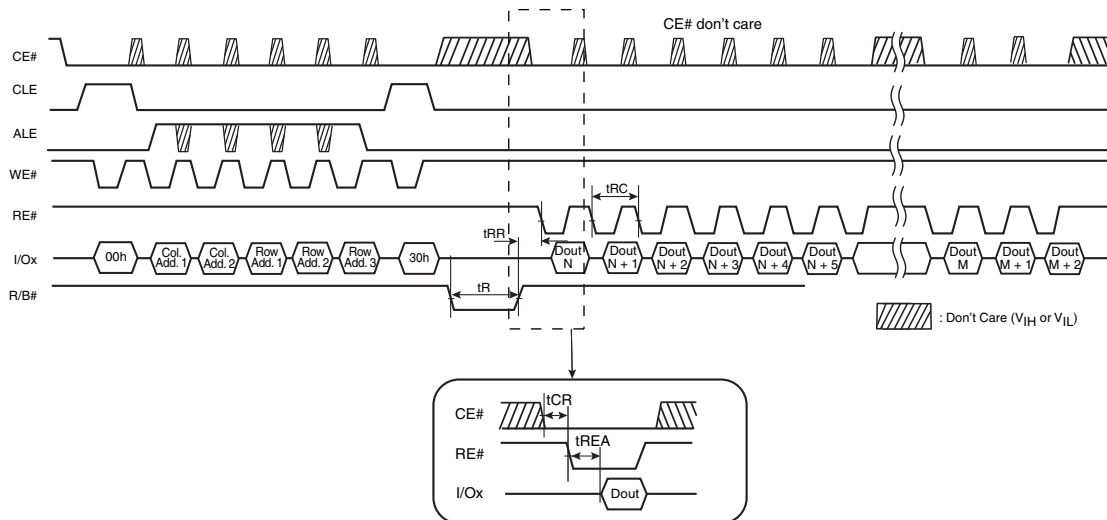 CE# don't care
CE#
CLE
ALE
WE#
RE#
tRC
tRR
I/Ox
00h
Col.
Add. 1
Col.
Add. 2
Row
Add. 1
Row
Add. 2
Row
Add. 3
30h
Dout
N
Dout
N + 1
Dout
N + 2
Dout
N + 3
Dout
N + 4
Dout
N + 5
Dout
M
Dout
M + 1
Dout
M + 2
R/B#
tR
: Don't Care (VIH or VIL)
CE#
tCR
RE#
tREA
I/Ox
Dout